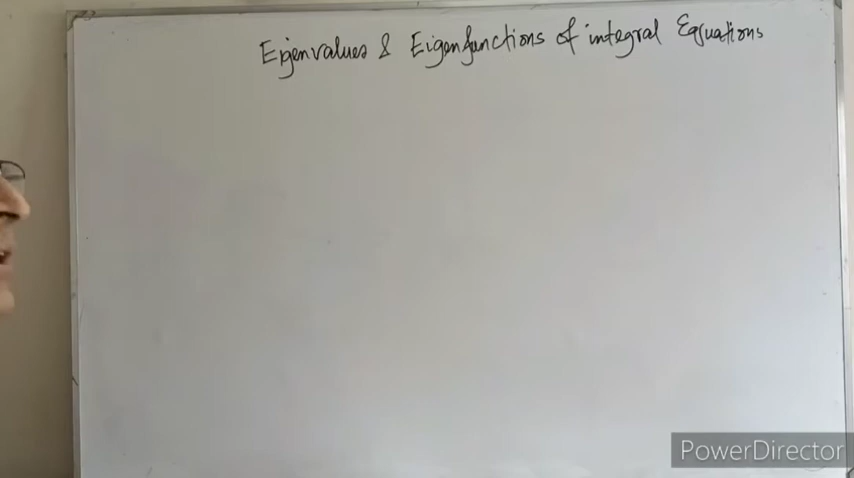 Eigenvalues & Eigenfunctions of integral Equations
PowerDirector